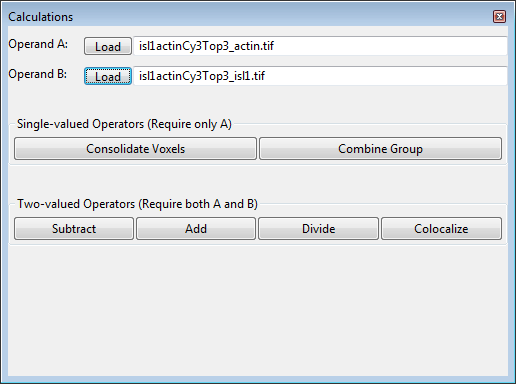 Calculations
Operand A: Load isl1actinCy3Top3_actin.tif
Operand B: Load isl1actinCy3Top3_isl1.tif
Single-valued Operators (Require only A)
Consolidate Voxels Combine Group
Two-valued Operators (Require both A and B)
Subtract Add Divide Colocalize